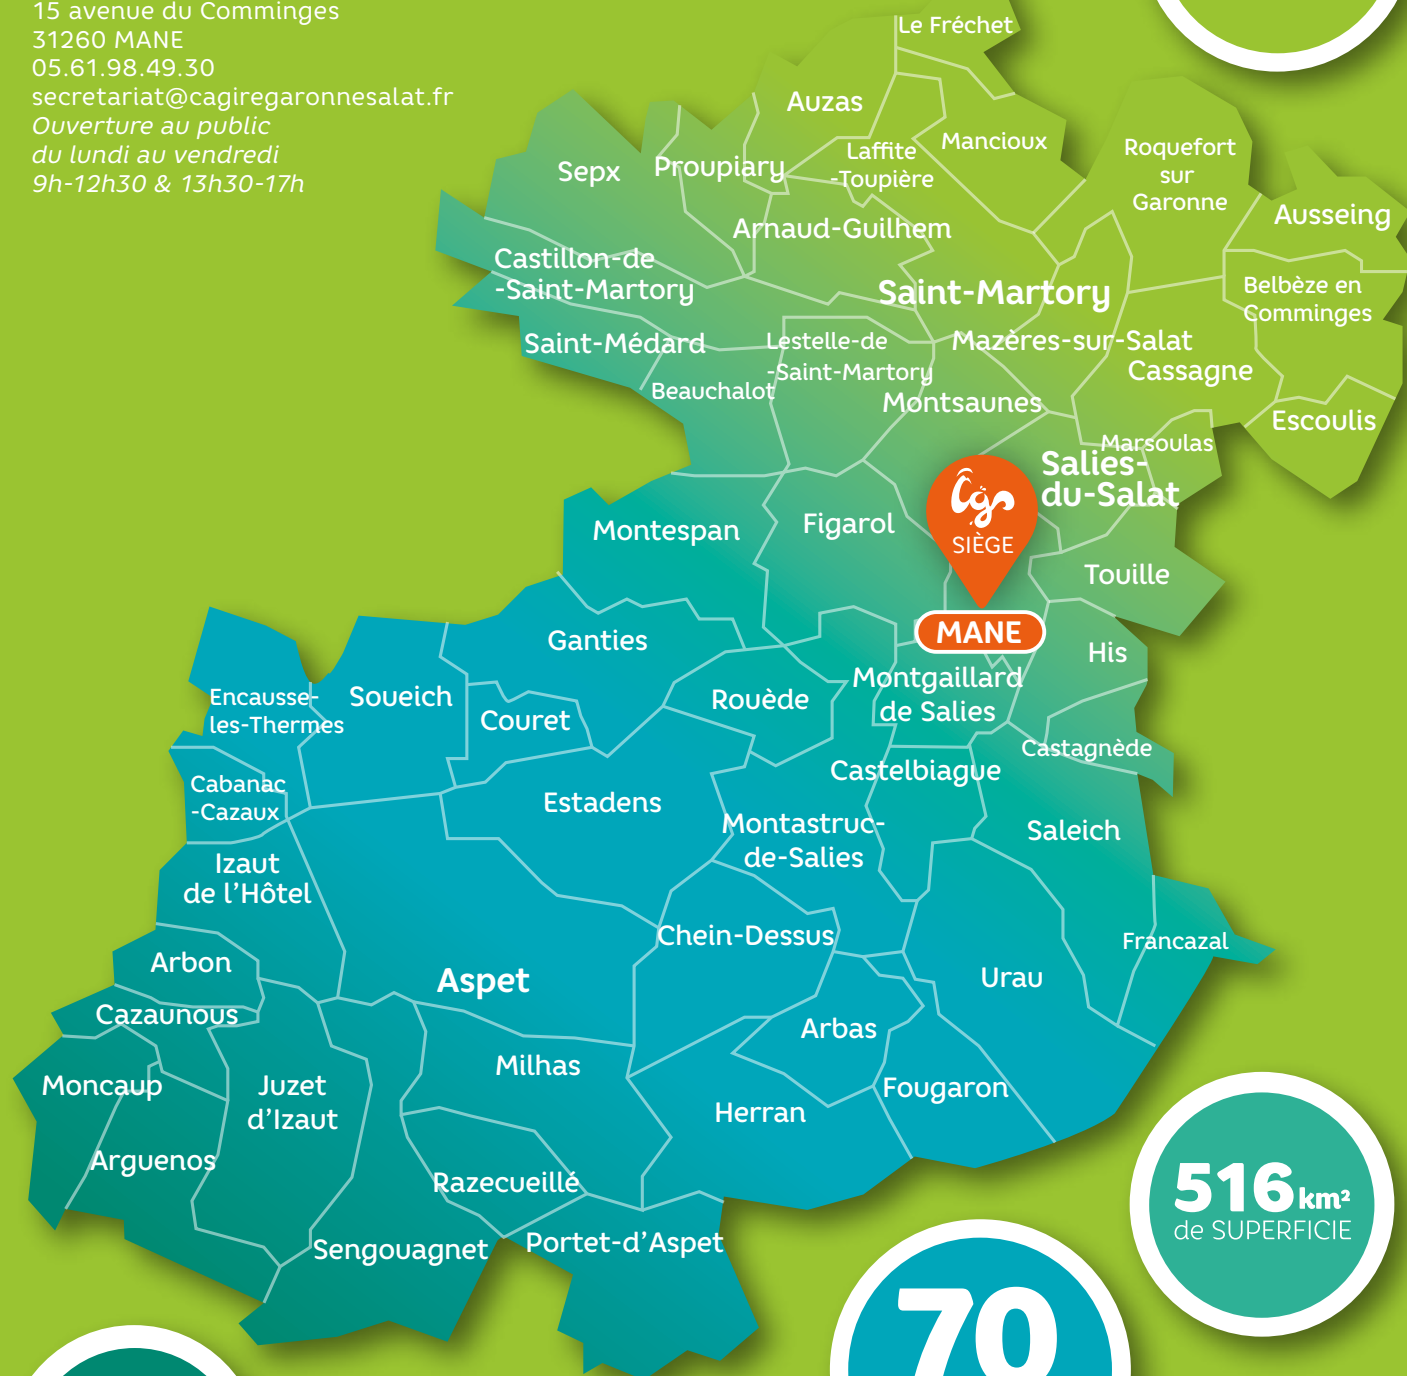 15 avenue du Comminges
31260 MANE
05.61.98.49.30
secretariat@cagiregaronnesalat.fr
Ouverture au public
du lundi au vendredi
9h-12h30 & 13h30-17h
Le Fréchet
Auzas
Mancioux
Laffite
-Toupière
Sepx
Proupiary
Roquefort
sur
Garonne
Ausseing
Arnaud-Guilhem
Castillon-de
-Saint-Martory
Saint-Martory
Belbèze en
Comminges
Saint-Médard
Lestelle-de
-Saint-Martory
Mazères-sur-Salat
Cassagne
Beauchalot
Montsaunes
Escoulis
Marsoulas
Salies-
du-Salat
Montespan
Figarol
Cgs
SIÈGE
Touille
MANE
Ganties
His
Montgaillard
de Salies
Encausse-
les-Thermes
Soueich
Couret
Rouède
Castagnède
Castelbiague
Cabanac
-Cazaux
Estadens
Montastruc-
de-Salies
Saleich
Izaut
de l'Hôtel
Chein-Dessus
Francazal
Arbon
Aspet
Urau
Cazaunous
Arbas
Milhas
Moncaup
Juzet
d'Izaut
Fougaron
Herran
Arguenos
Razecueillé
Sengouagnet
Portet-d'Aspet
516 km²
de SUPERFICIE
70